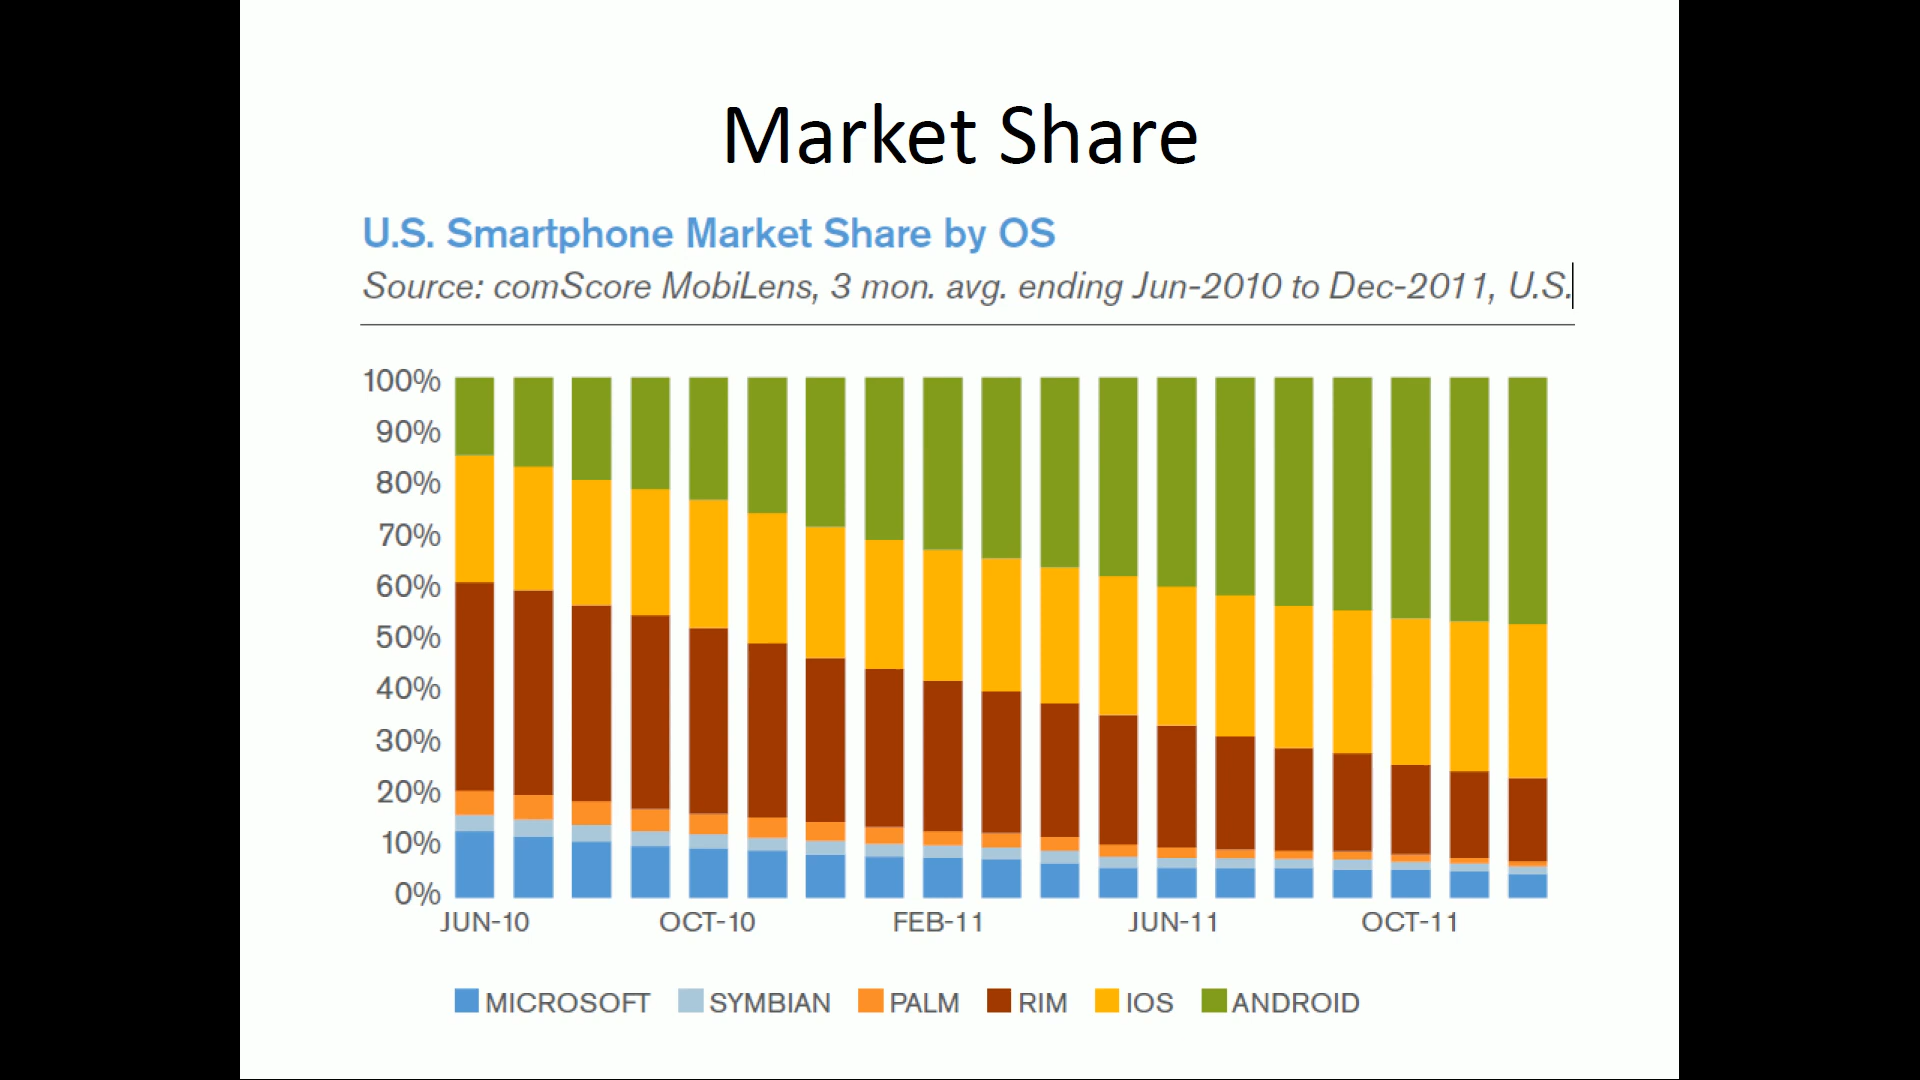 Market Share
U.S. Smartphone Market Share by OS
Source: comScore MobiLens, 3 mon. avg. ending Jun-2010 to Dec-2011, U.S.
100%
90%
80%
70%
60%
50%
40%
30%
20%
10%
0%
JUN-10 OCT-10 FEB-11 JUN-11 OCT-11
MICROSOFT SYMBIAN PALM RIM IOS ANDROID